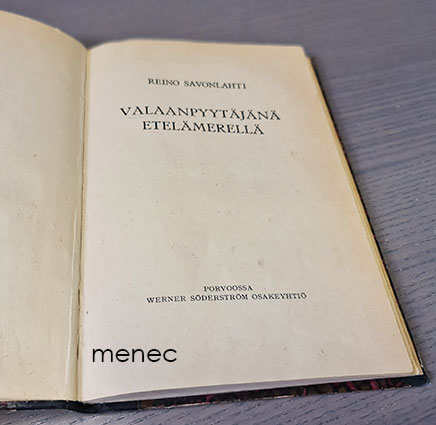 REINO SAVONLAHTI
VALAANPYYTÄJÄNÄ
ETELÄMERELLÄ
PORVOOSSA
WERNER SÖDERSTRÖM OSAKEYHTIÖ
menec